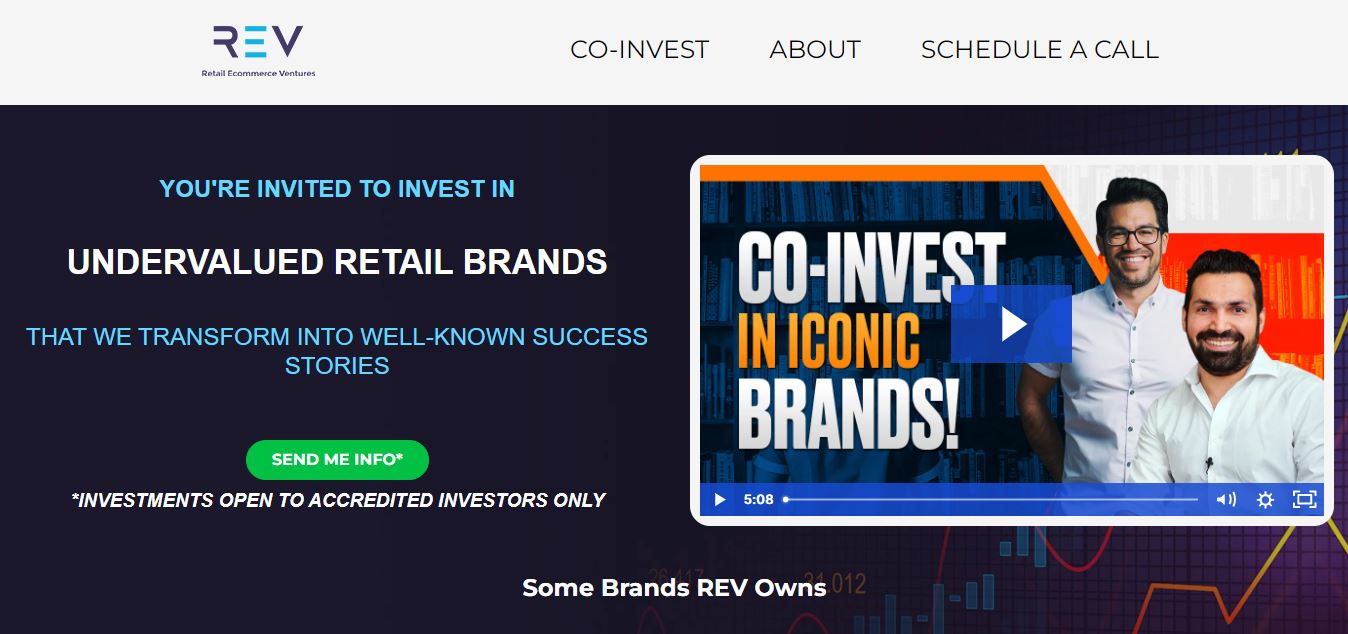 REV
Retail Ecommerce Ventures
CO-INVEST
ABOUT
SCHEDULE A CALL
YOU'RE INVITED TO INVEST IN
UNDERVALUED RETAIL BRANDS
THAT WE TRANSFORM INTO WELL-KNOWN SUCCESS
STORIES
SEND ME INFO*
*INVESTMENTS OPEN TO ACCREDITED INVESTORS ONLY
CO-INVEST
IN ICONIC
BRANDS!
5:08
Some Brands REV Owns
31.012